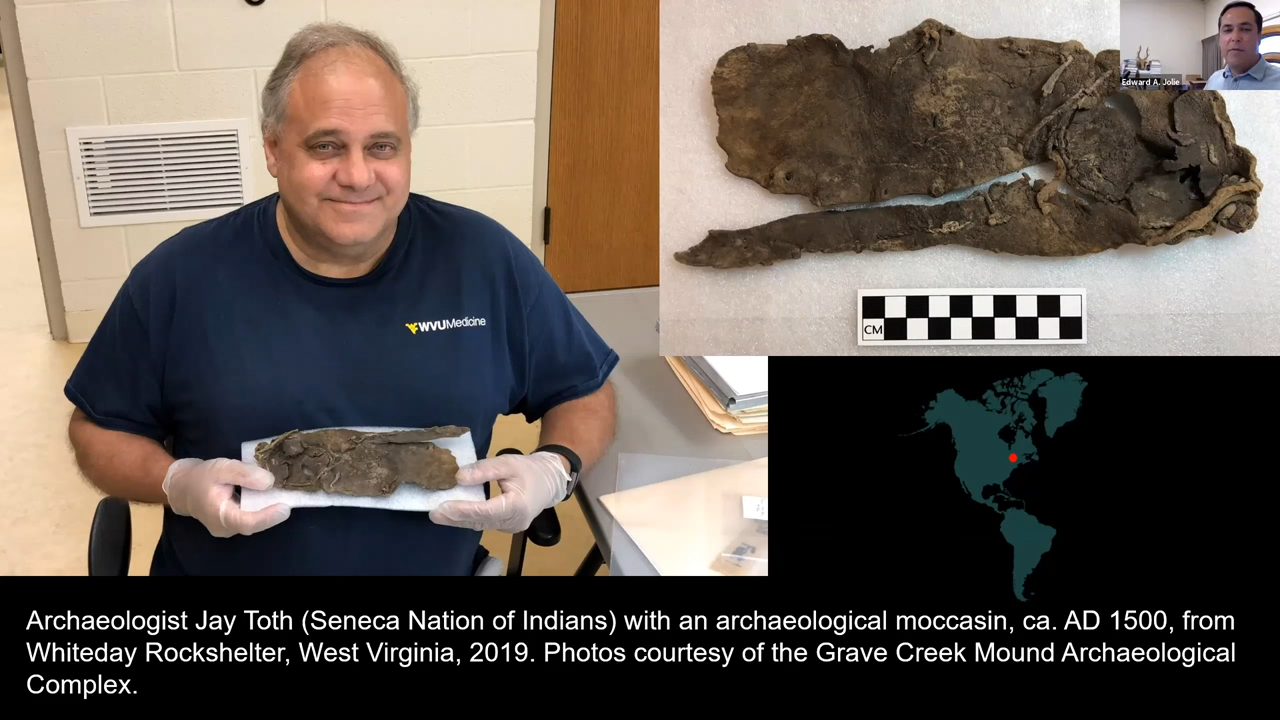 Edward A. Jolie
WVUMedicine
CM
Archaeologist Jay Toth (Seneca Nation of Indians) with an archaeological moccasin, ca. AD 1500, from
Whiteday Rockshelter, West Virginia, 2019. Photos courtesy of the Grave Creek Mound Archaeological
Complex.